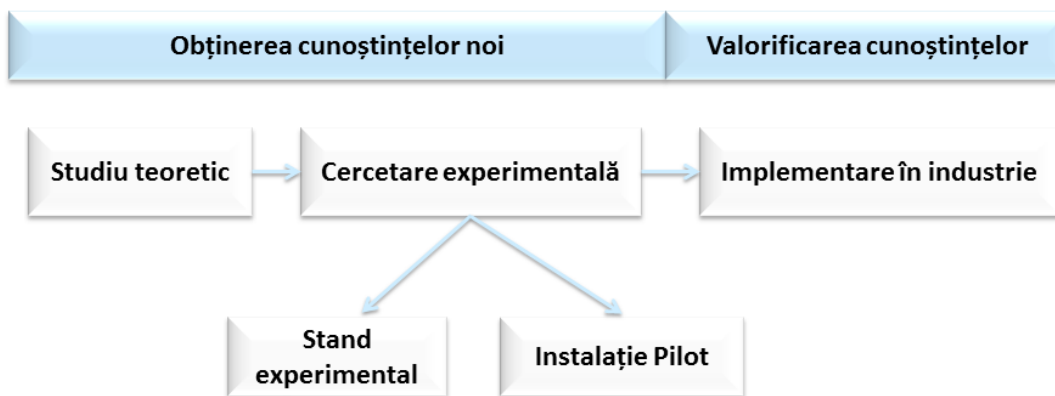 Obținerea cunoștințelor noi
Valorificarea cunoștințelor
Studiu teoretic
Cercetare experimentală
Implementare în industrie
Stand
experimental
Instalație Pilot